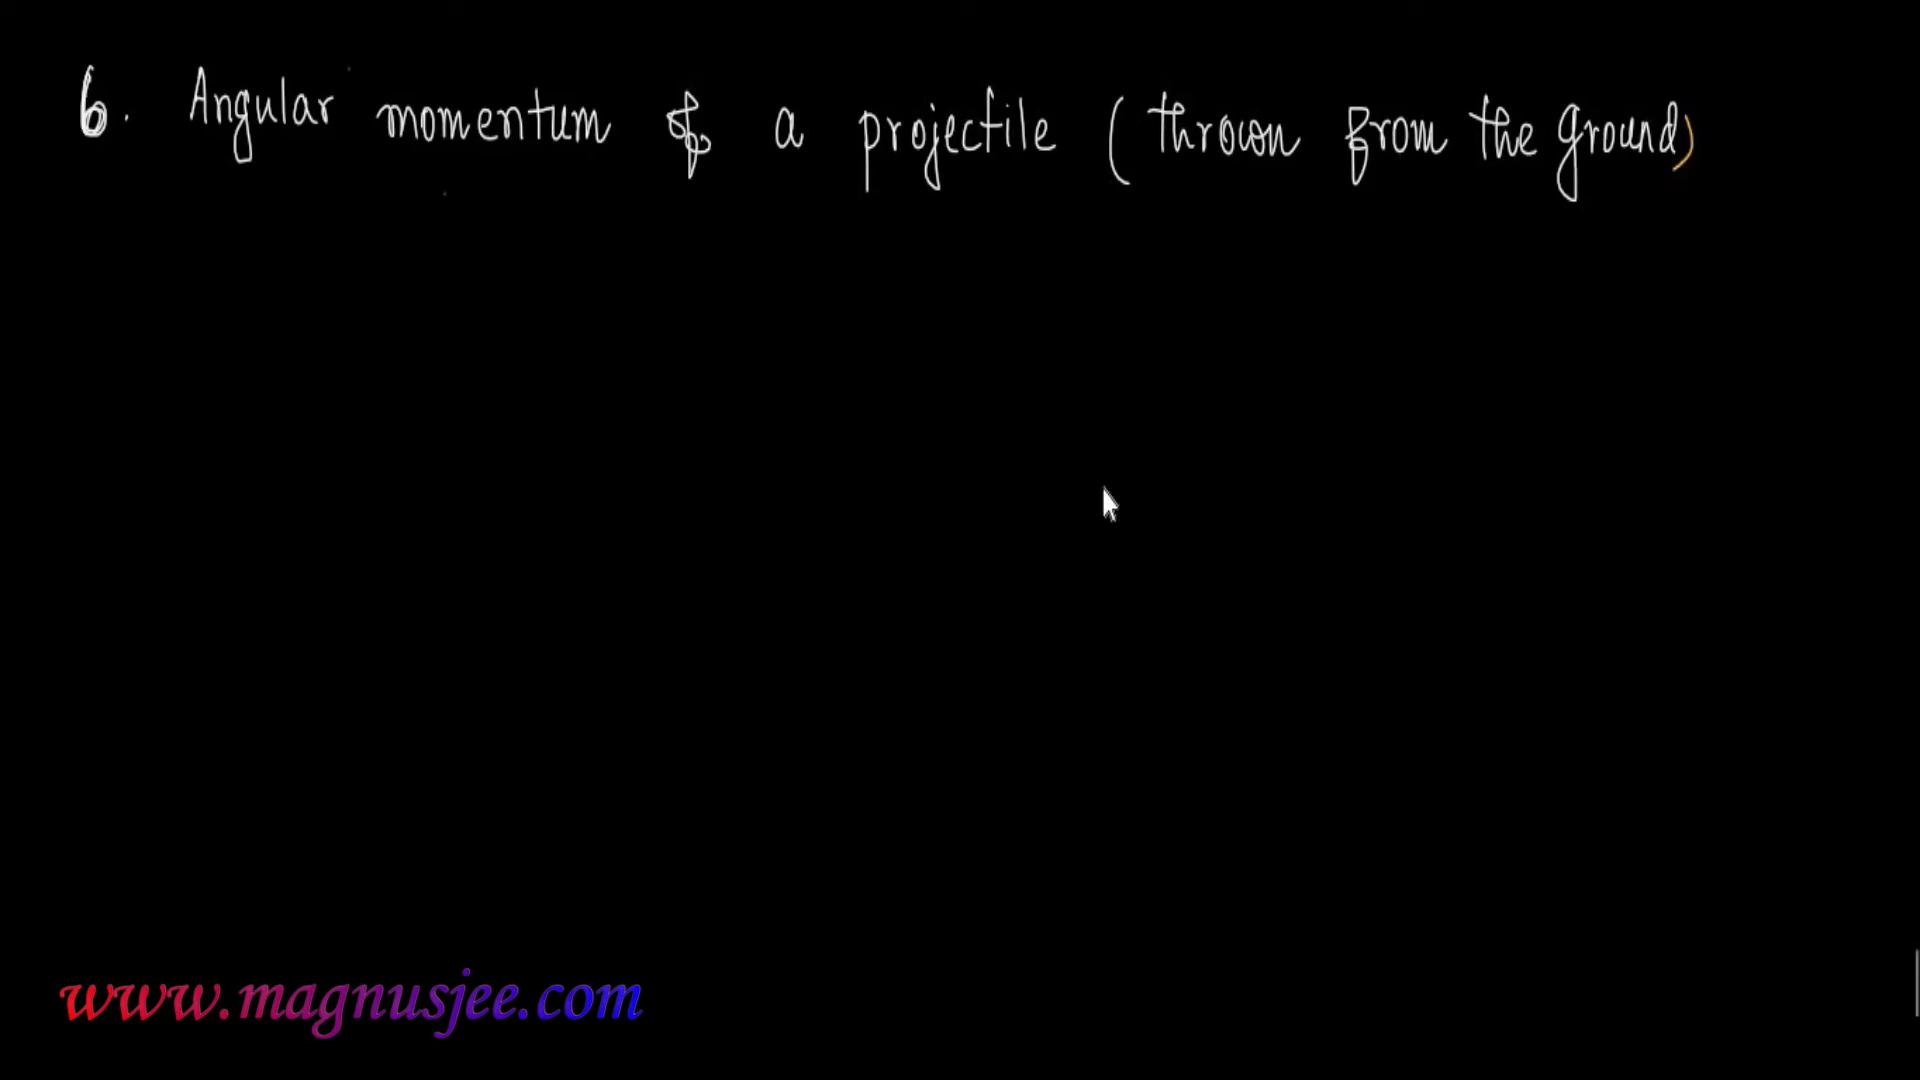 6. Angular momentum of a projectile (thrown from the ground)
www.magnusjee.com